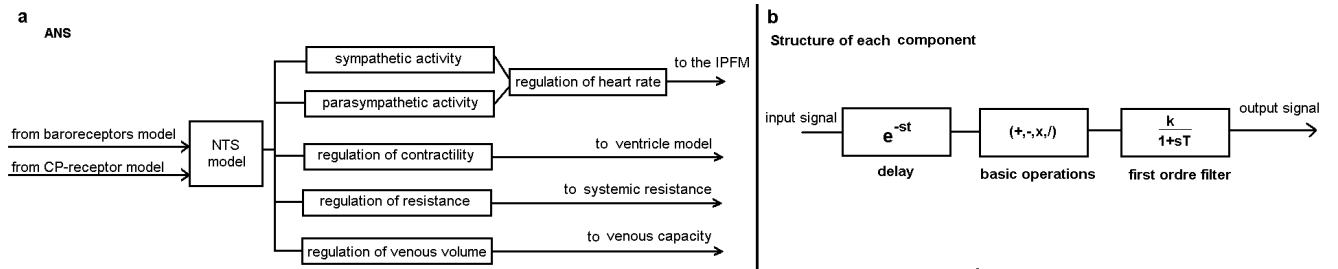 a
ANS
sympathetic activity
parasympathetic activity
regulation of heart rate
to the IPFM
from baroreceptors model
from CP-receptor model
NTS
model
regulation of contractility
to ventricle model
regulation of resistance
to systemic resistance
regulation of venous volume
to venous capacity
b
Structure of each component
input signal
e^-st
delay
(+,-,x,/)
basic operations
k
1+sT
first ordre filter
output signal